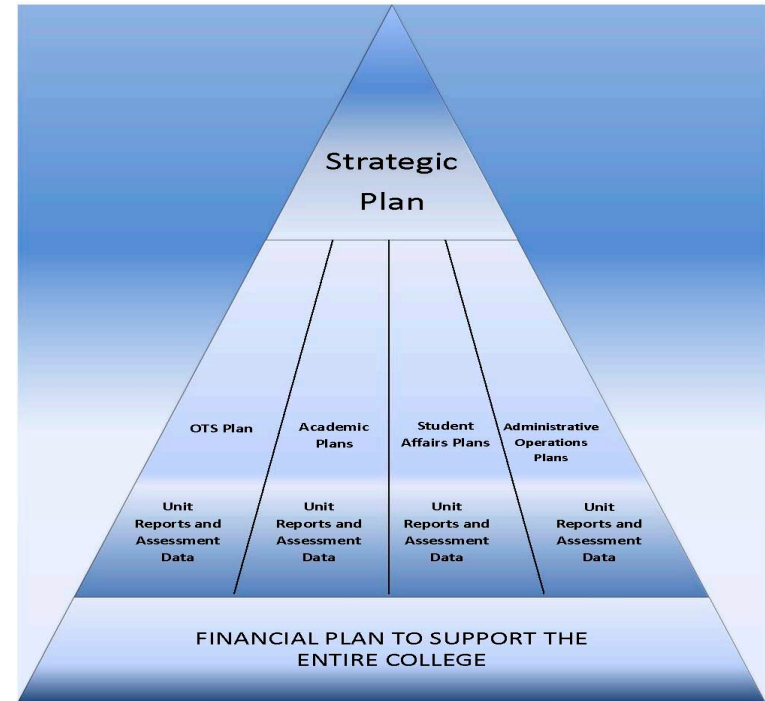 Strategic
Plan
OTS Plan
Academic
Plans
Student
Affairs Plans
Administrative
Operations
Plans
Unit
Reports and
Assessment
Data
Unit
Reports and
Assessment
Data
Unit
Reports and
Assessment
Data
Unit
Reports and
Assessment
Data
FINANCIAL PLAN TO SUPPORT THE
ENTIRE COLLEGE